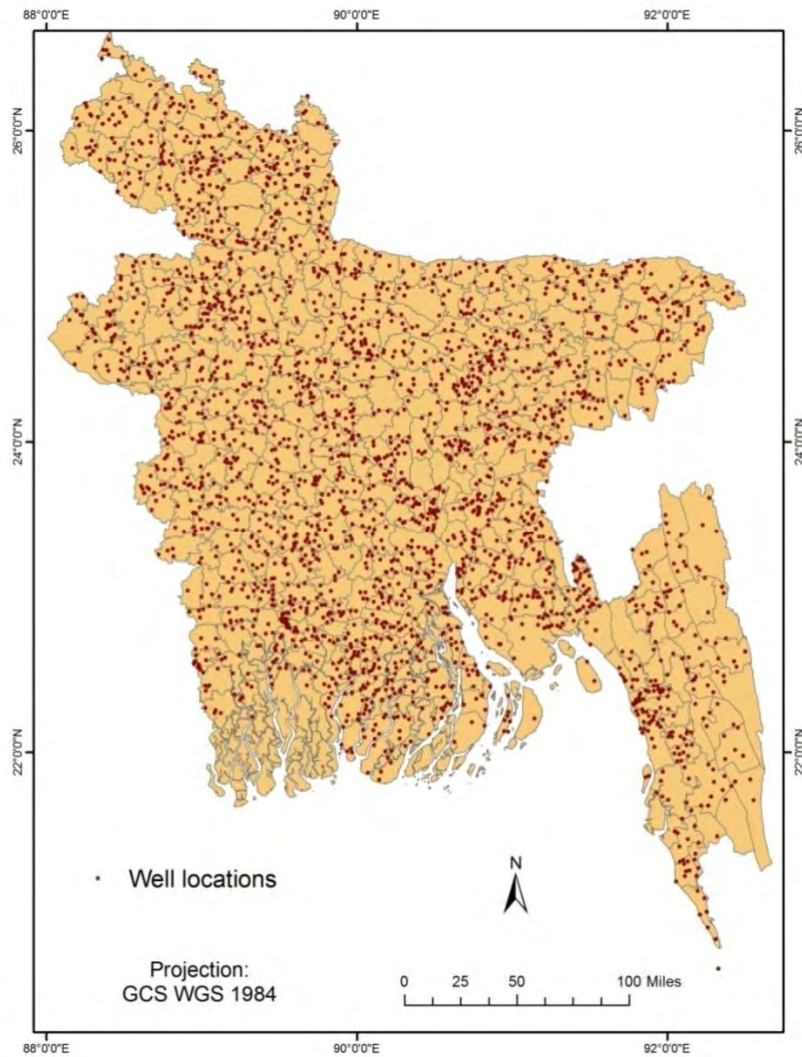 88°0'0"E 90°0'0"E 92°0'0"E
26°0'0"N 26°0'0"N
24°0'0"N 24°0'0"N
22°0'0"N 22°0'0"N
Well locations
N
Projection:
GCS WGS 1984
0 25 50 100 Miles
88°0'0"E 90°0'0"E 92°0'0"E